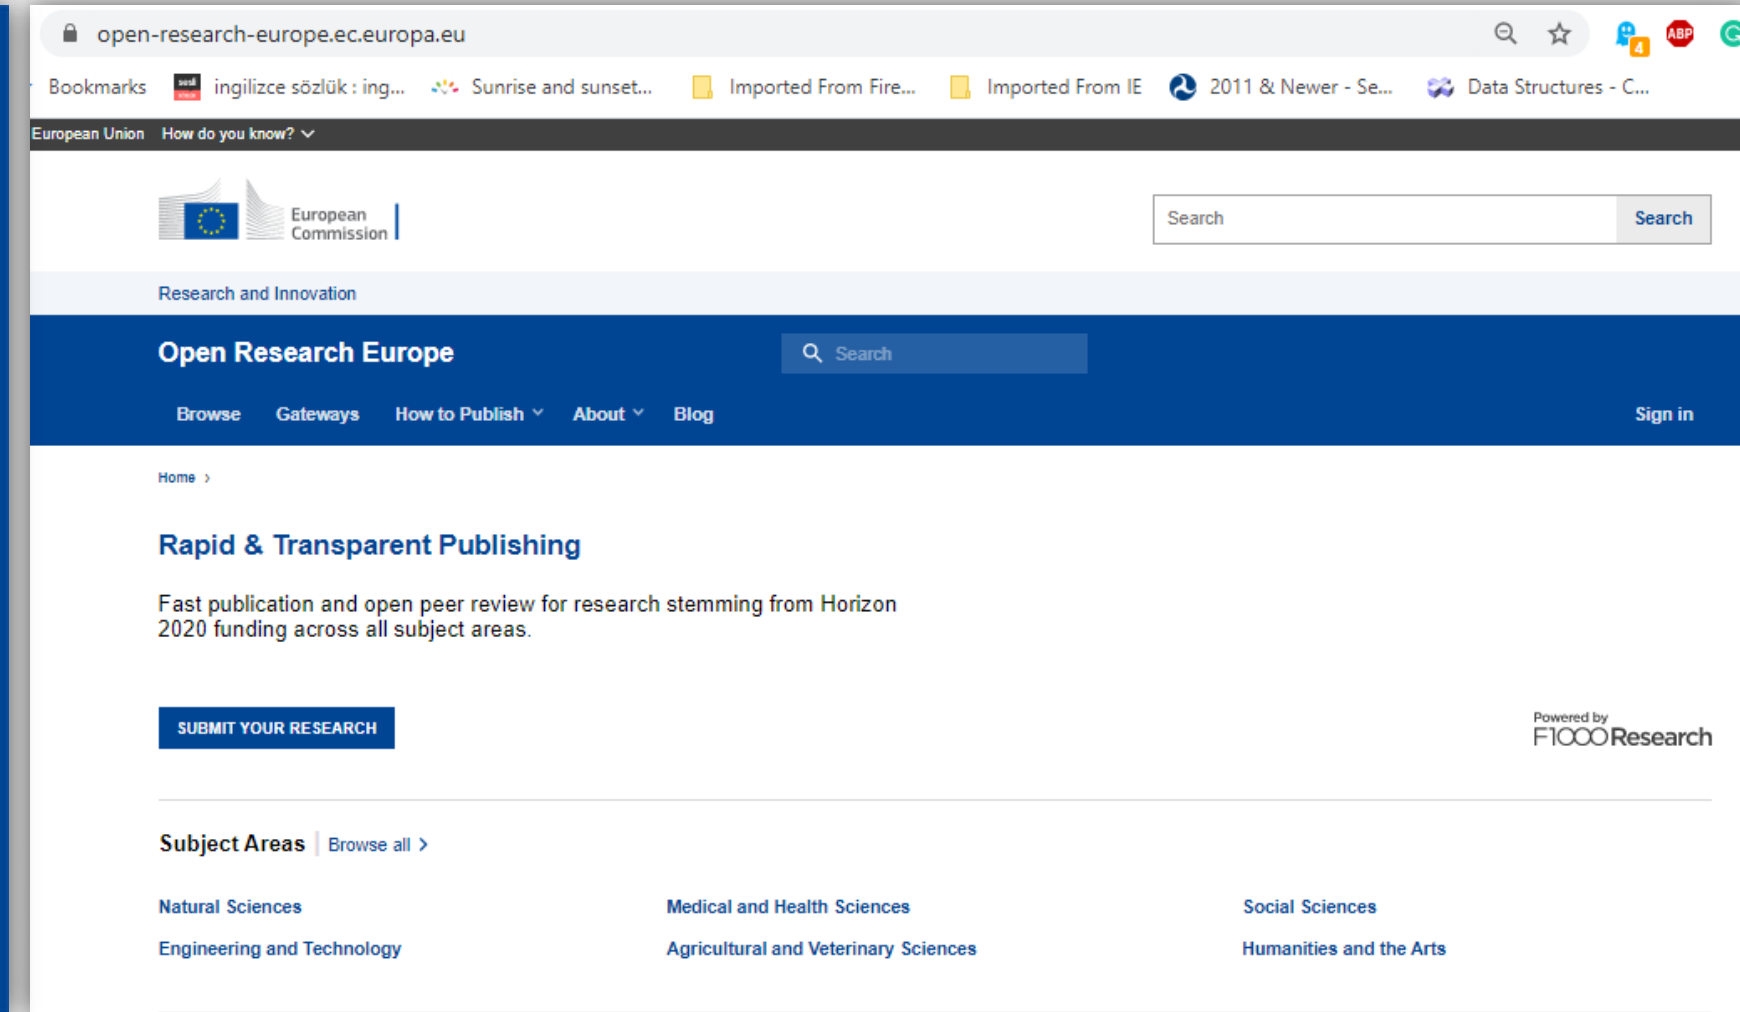 open-research-europe.ec.europa.eu
4 ABP
Bookmarks ingilizce sözlük : ing... Sunrise and sunset... Imported From Fire... Imported From IE 2011 & Newer - Se... Data Structures - C...
European Union How do you know?
European
Commission
Search Search
Research and Innovation
Open Research Europe Search
Browse Gateways How to Publish About Blog Sign in
Home >
Rapid & Transparent Publishing
Fast publication and open peer review for research stemming from Horizon
2020 funding across all subject areas.
SUBMIT YOUR RESEARCH
Powered by
F1000Research
Subject Areas Browse all >
Natural Sciences Medical and Health Sciences Social Sciences
Engineering and Technology Agricultural and Veterinary Sciences Humanities and the Arts